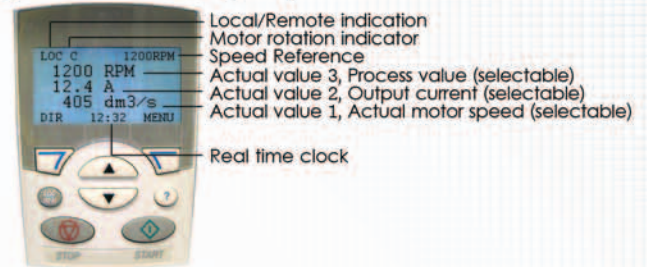 Local/Remote indication
Motor rotation indicator
LOC C 1200RPM
Speed Reference
1200 RPM
Actual value 3, Process value (selectable)
12.4 A
Actual value 2, Output current (selectable)
405 dm3/s
Actual value 1, Actual motor speed (selectable)
DIR 12:32 MENU
Real time clock
?
STOP START